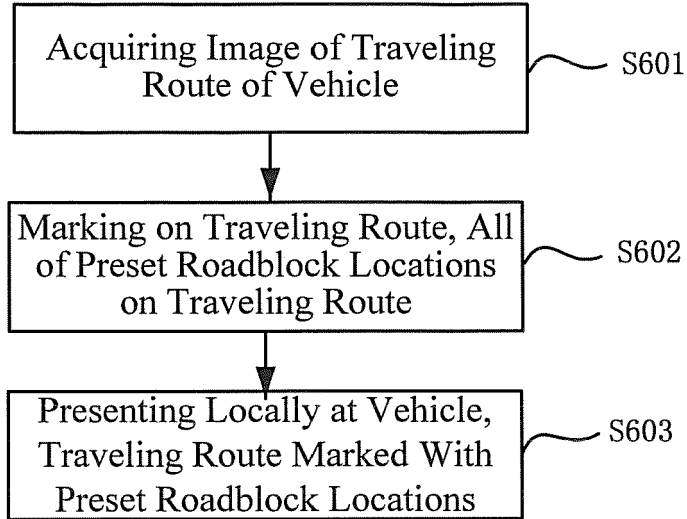 Acquiring Image of Traveling
Route of Vehicle
S601
Marking on Traveling Route, All
of Preset Roadblock Locations
on Traveling Route
S602
Presenting Locally at Vehicle,
Traveling Route Marked With
Preset Roadblock Locations
S603